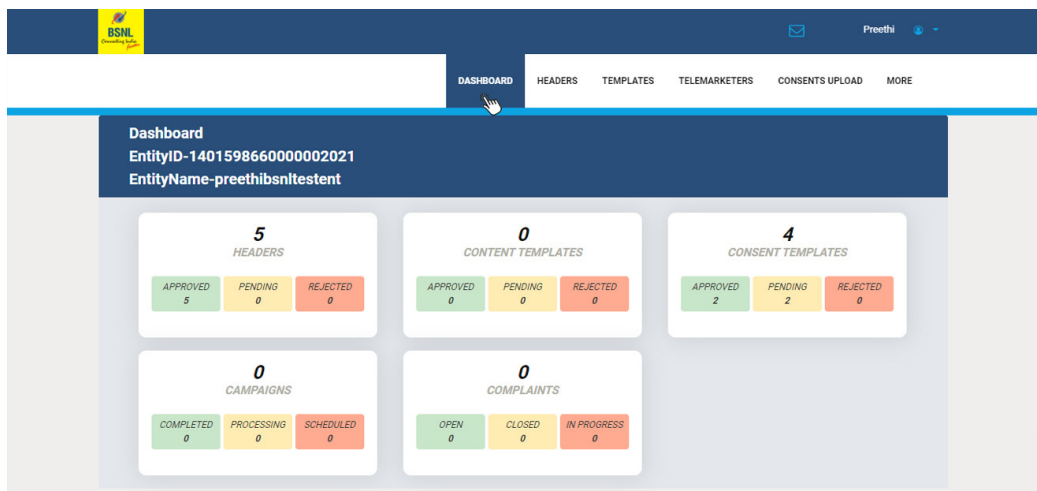 BSNL
Connecting India
Preethi
DASHBOARD HEADERS TEMPLATES TELEMARKETERS CONSENTS UPLOAD MORE
Dashboard
EntityID-1401598660000002021
EntityName-preethibsnltestent
5 0 4
HEADERS CONTENT TEMPLATES CONSENT TEMPLATES
APPROVED PENDING REJECTED APPROVED PENDING REJECTED APPROVED PENDING REJECTED
5 0 0 0 0 0 2 2 0
0 0
CAMPAIGNS COMPLAINTS
COMPLETED PROCESSING SCHEDULED OPEN CLOSED IN PROGRESS
0 0 0 0 0 0